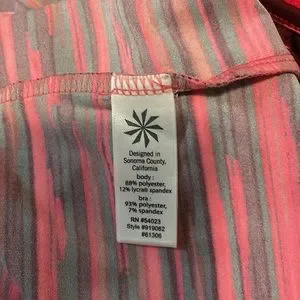 Designed in
Sonoma County,
California
body :
88% polyester,
12% lycra® spandex
bra :
93% polyester,
7% spandex
RN #54023
Style #919062
#61306